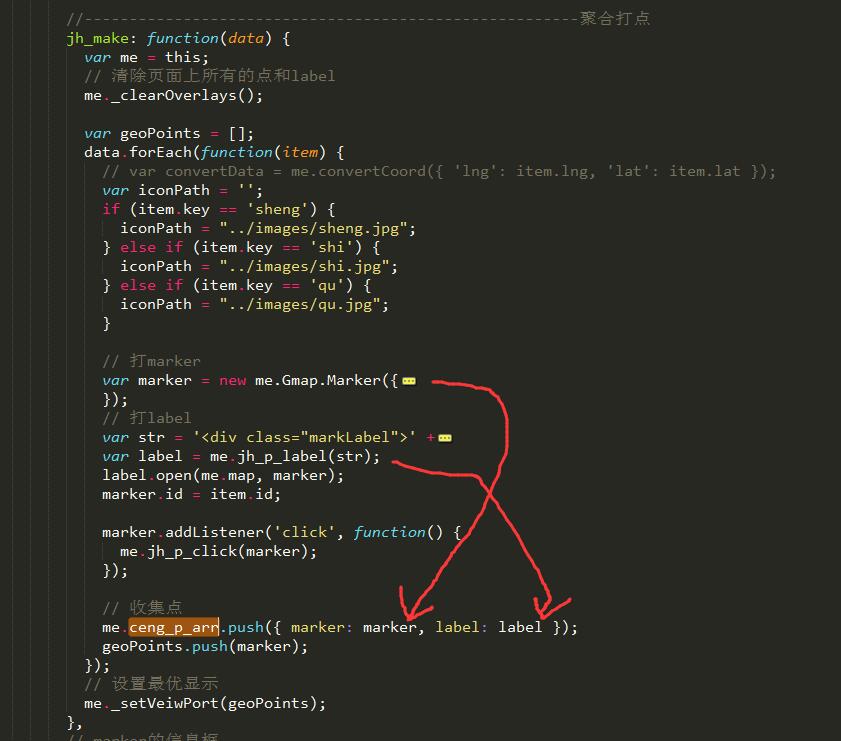 //-------------------------------------------------------聚合打点
jh_make: function(data) {
var me = this;
// 清除页面上所有的点和label
me._clearOverlays();
var geoPoints = [];
data.forEach(function(item) {
// var convertData = me.convertCoord({ 'lng': item.lng, 'lat': item.lat });
var iconPath = '';
if (item.key == 'sheng') {
iconPath = "../images/sheng.jpg";
} else if (item.key == 'shi') {
iconPath = "../images/shi.jpg";
} else if (item.key == 'qu') {
iconPath = "../images/qu.jpg";
}
// 打marker
var marker = new me.Gmap.Marker({
});
// 打label
var str = '<div class="markLabel">' +
var label = me.jh_p_label(str);
label.open(me.map, marker);
marker.id = item.id;
marker.addListener('click', function() {
me.jh_p_click(marker);
});
// 收集点
me.ceng_p_arr.push({ marker: marker, label: label });
geoPoints.push(marker);
});
// 设置最优显示
me._setVeiwPort(geoPoints);
},
// marker的信息框